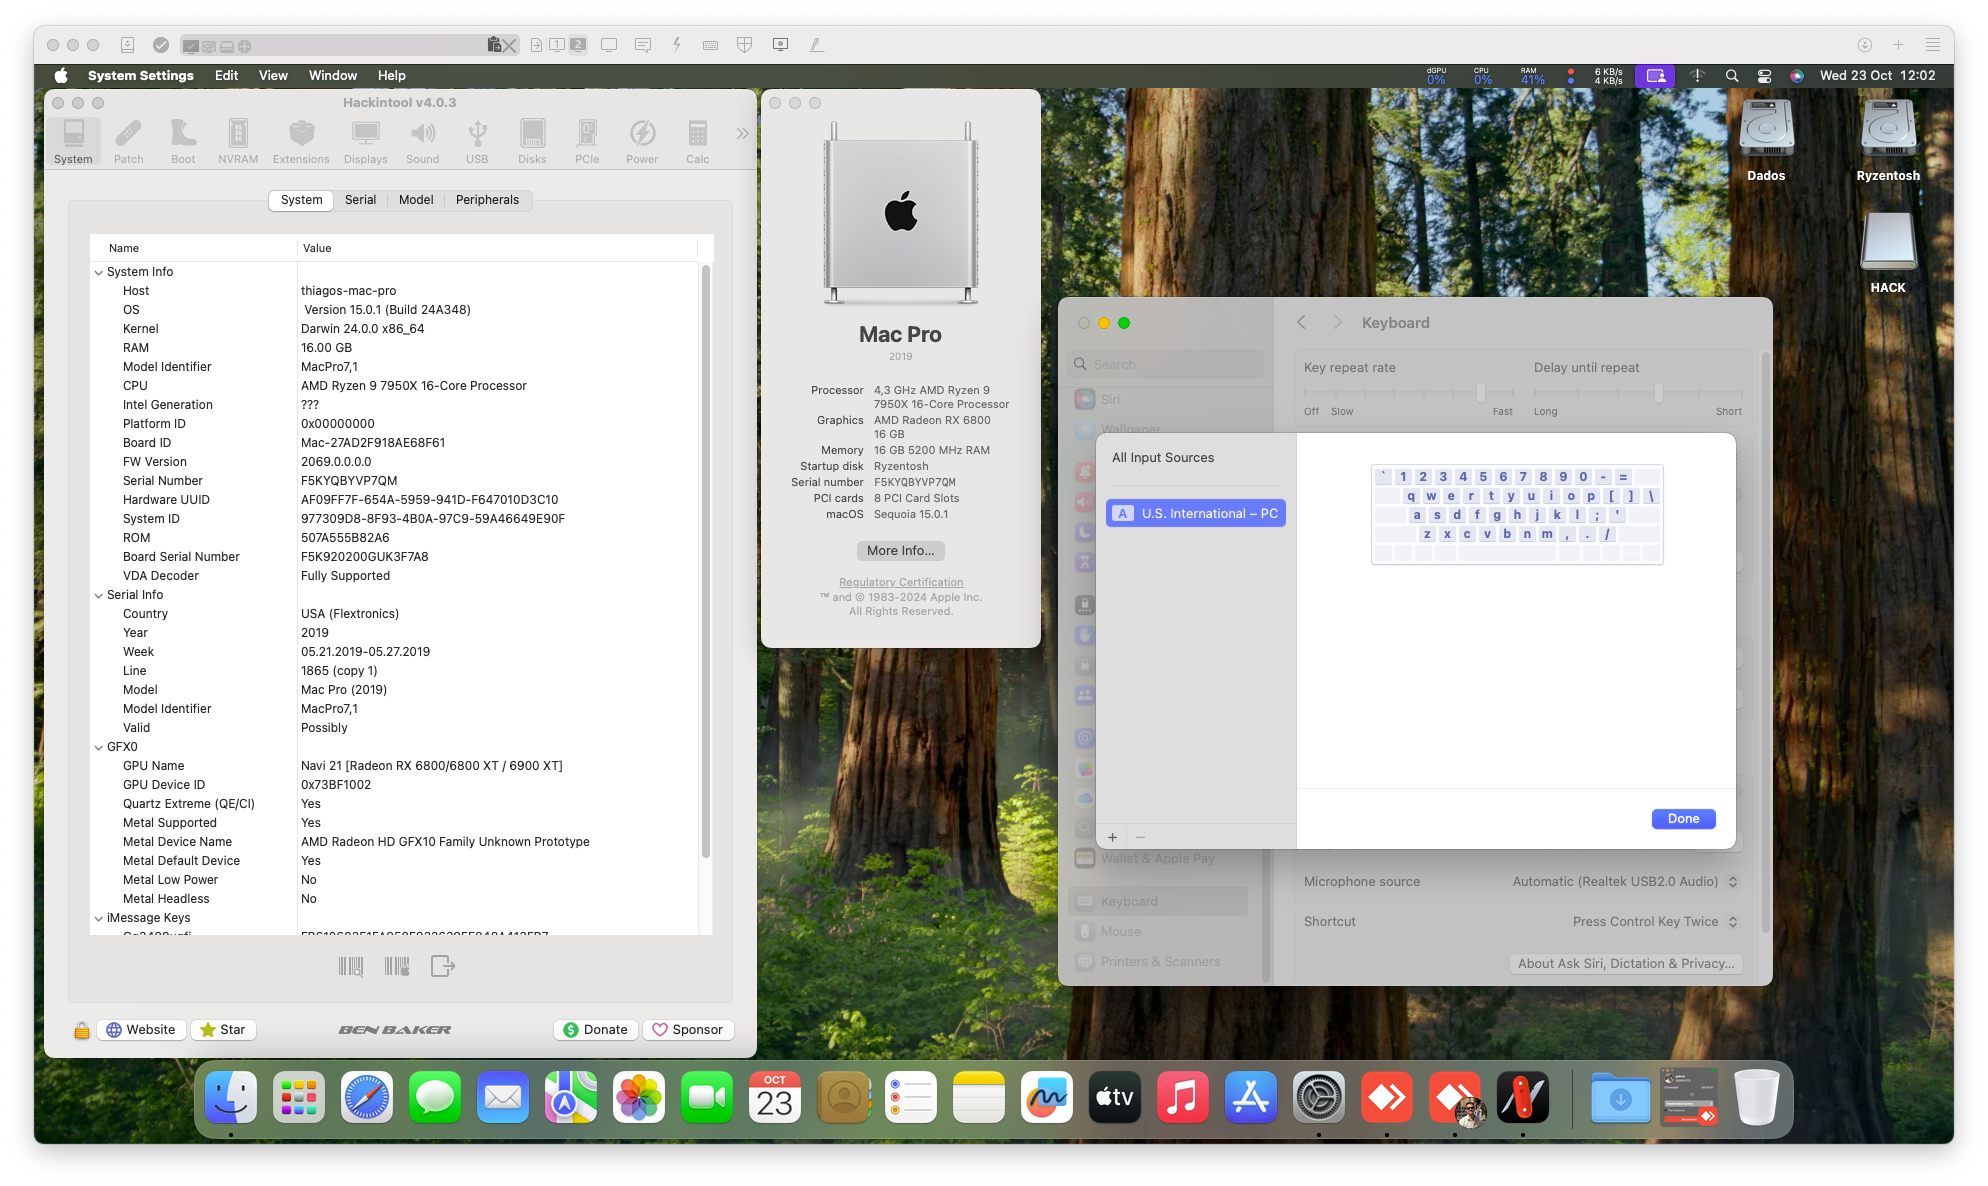 1
2
System Settings Edit View Window Help
dGPU 0% CPU 0% RAM 41% 6 KB/s 4 KB/s Wed 23 Oct 12:02
Hackintool v4.0.3
System Patch Boot NVRAM Extensions Displays Sound USB Disks PCIe Power Calc
System Serial Model Peripherals
Name Value
System Info
Host thiagos-mac-pro
OS Version 15.0.1 (Build 24A348)
Kernel Darwin 24.0.0 x86_64
RAM 16.00 GB
Model Identifier MacPro7,1
CPU AMD Ryzen 9 7950X 16-Core Processor
Intel Generation ???
Platform ID 0x00000000
Board ID Mac-27AD2F918AE68F61
FW Version 2069.0.0.0.0
Serial Number F5KYQBYVP7QM
Hardware UUID AF09FF7F-654A-5959-941D-F647010D3C10
System ID 977309D8-8F93-4B0A-97C9-59A46649E90F
ROM 507A555B82A6
Board Serial Number F5K920200GUK3F7A8
VDA Decoder Fully Supported
Serial Info
Country USA (Flextronics)
Year 2019
Week 05.21.2019-05.27.2019
Line 1865 (copy 1)
Model Mac Pro (2019)
Model Identifier MacPro7,1
Valid Possibly
GFX0
GPU Name Navi 21 [Radeon RX 6800/6800 XT / 6900 XT]
GPU Device ID 0x73BF1002
Quartz Extreme (QE/CI) Yes
Metal Supported Yes
Metal Device Name AMD Radeon HD GFX10 Family Unknown Prototype
Metal Default Device Yes
Metal Low Power No
Metal Headless No
iMessage Keys
Website Star BEN BAKER Donate Sponsor
Mac Pro
2019
Processor 4,3 GHz AMD Ryzen 9
7950X 16-Core Processor
Graphics AMD Radeon RX 6800
16 GB
Memory 16 GB 5200 MHz RAM
Startup disk Ryzentosh
Serial number F5KYQBYVP7QM
PCI cards 8 PCI Card Slots
macOS Sequoia 15.0.1
More Info...
Regulatory Certification
™ and © 1983-2024 Apple Inc.
All Rights Reserved.
Dados
Ryzentosh
HACK
Search
Siri
Wallpaper
Wallet & Apple Pay
Keyboard
Mouse
Printers & Scanners
Keyboard
Key repeat rate Delay until repeat
Off Slow Fast Long Short
All Input Sources
A U.S. International – PC
` 1 2 3 4 5 6 7 8 9 0 - =
q w e r t y u i o p [ ] \
a s d f g h j k l ; '
z x c v b n m , . /
+ −
Done
Microphone source Automatic (Realtek USB2.0 Audio)
Shortcut Press Control Key Twice
About Ask Siri, Dictation & Privacy...
OCT
23
tv